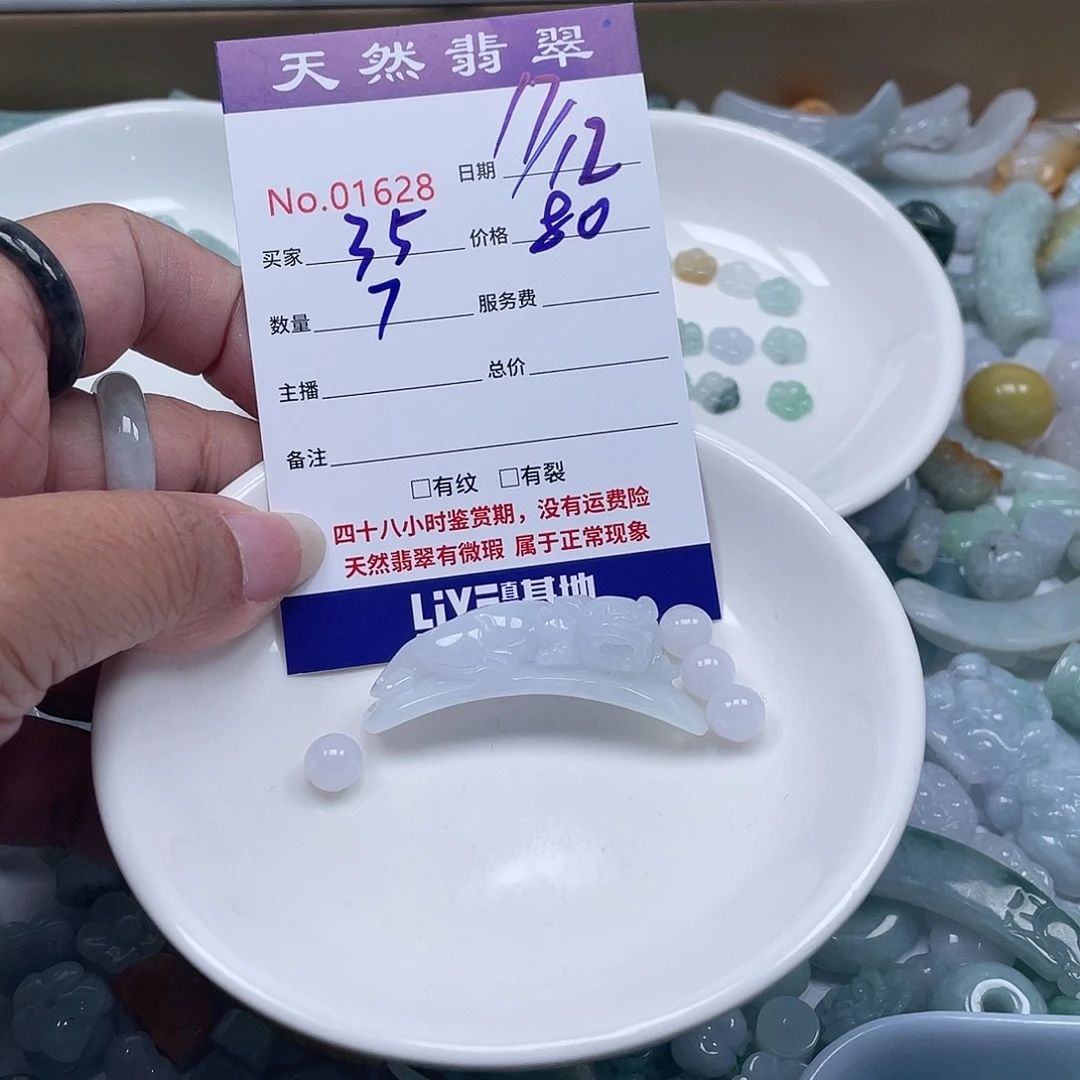 天然翡翠
No.01628 日期 17/12
买家 35 价格 80
数量 7 服务费
主播 总价
备注
□有纹 □有裂
四十八小时鉴赏期，没有运费险
天然翡翠有微瑕 属于正常现象